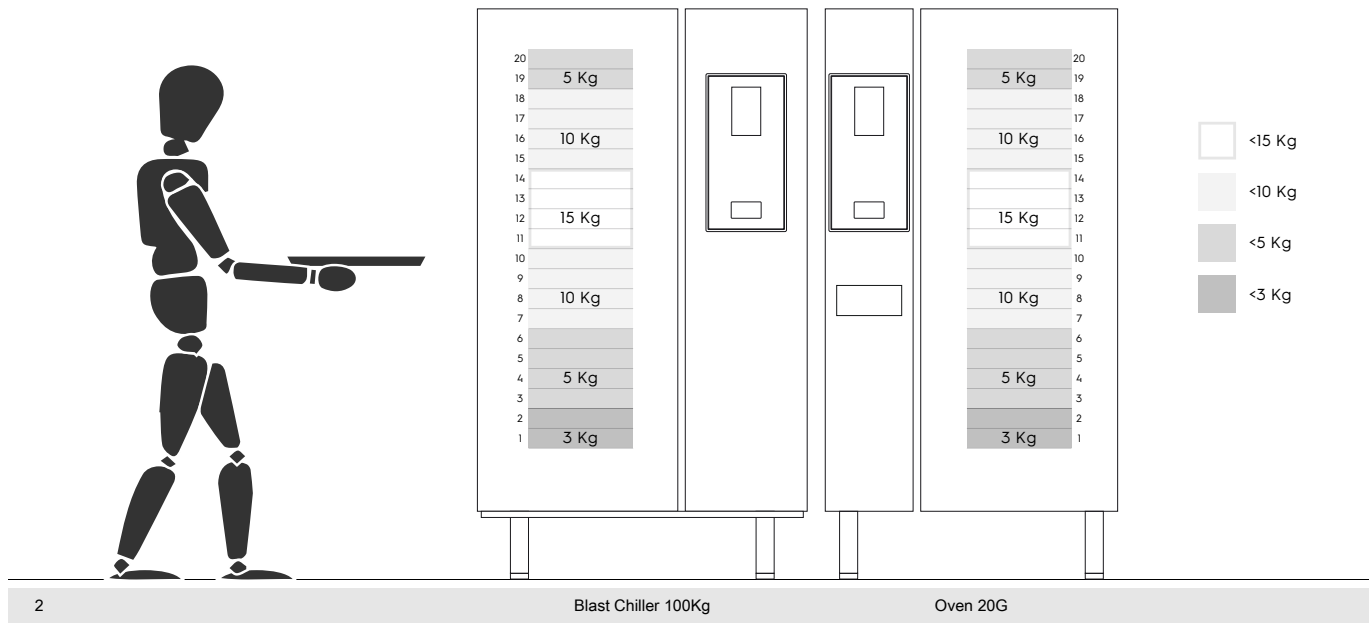 20 20
19 5 Kg 5 Kg 19
18 18
17 17
16 10 Kg 10 Kg 16 <15 Kg
15 15
14 14
13 13 <10 Kg
12 15 Kg 15 Kg 12
11 11 <5 Kg
10 10
9 9
8 10 Kg 10 Kg 8 <3 Kg
7 7
6 6
5 5
4 5 Kg 5 Kg 4
3 3
2 2
1 3 Kg 3 Kg 1
2 Blast Chiller 100Kg Oven 20G